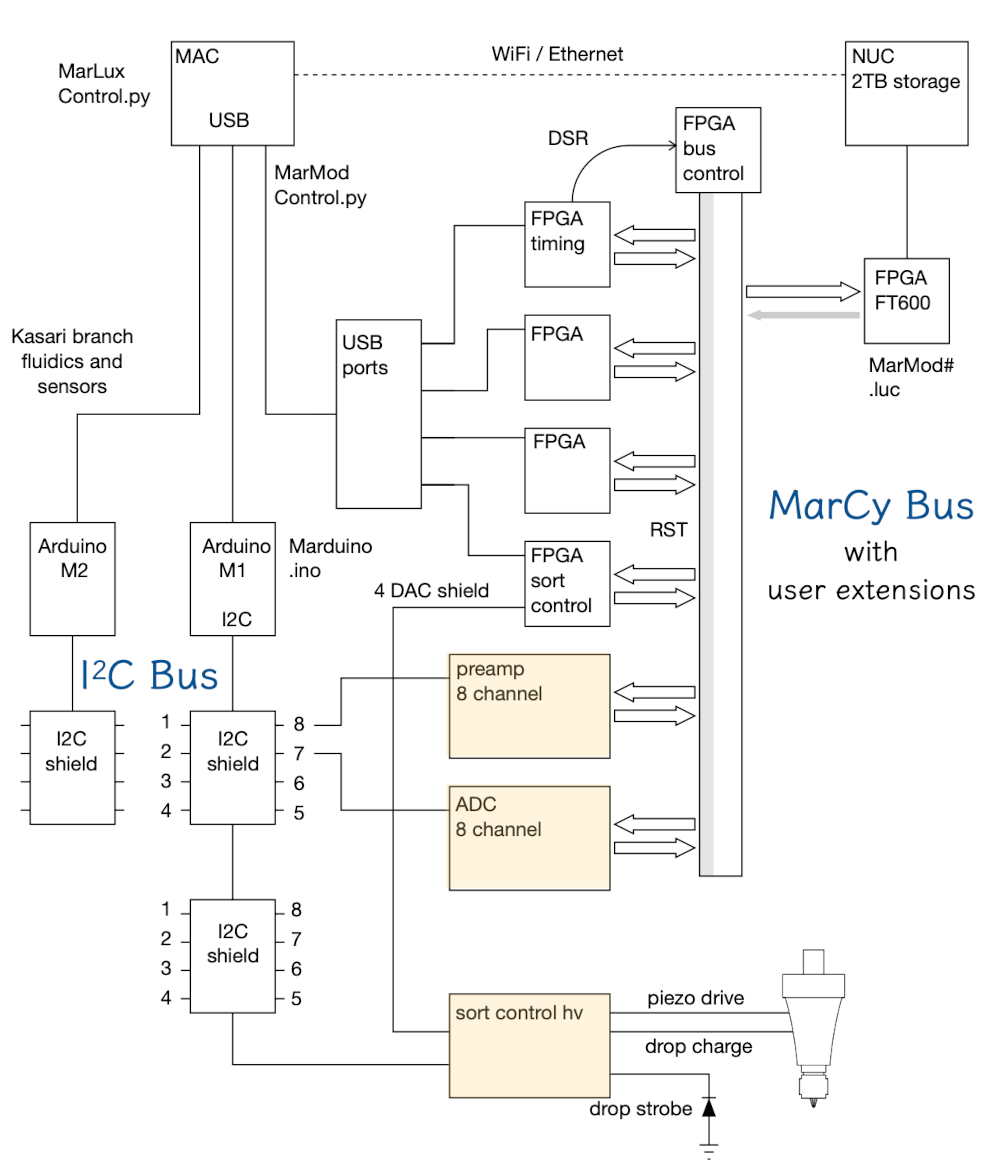 MAC
WiFi / Ethernet
NUC
2TB storage
MarLux
Control.py
USB
FPGA
bus
control
DSR
MarMod
Control.py
FPGA
timing
FPGA
FT600
Kasari branch
fluidics and
sensors
USB
ports
FPGA
MarMod#
.luc
FPGA
MarCy Bus
with
user extensions
RST
Arduino
M2
Arduino
M1
I2C
Marduino
.ino
FPGA
sort
control
4 DAC shield
I²C Bus
preamp
8 channel
I2C
shield
1
2
3
4
I2C
shield
8
7
6
5
ADC
8 channel
1
2
3
4
I2C
shield
8
7
6
5
sort control hv
piezo drive
drop charge
drop strobe